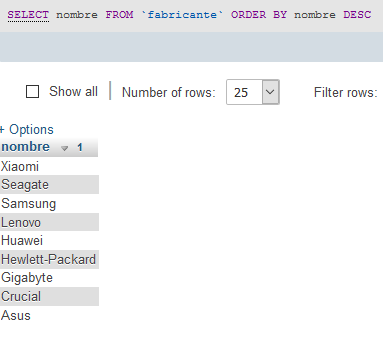 SELECT nombre FROM `fabricante` ORDER BY nombre DESC
Show all Number of rows: 25 Filter rows:
+ Options
nombre 1
Xiaomi
Seagate
Samsung
Lenovo
Huawei
Hewlett-Packard
Gigabyte
Crucial
Asus